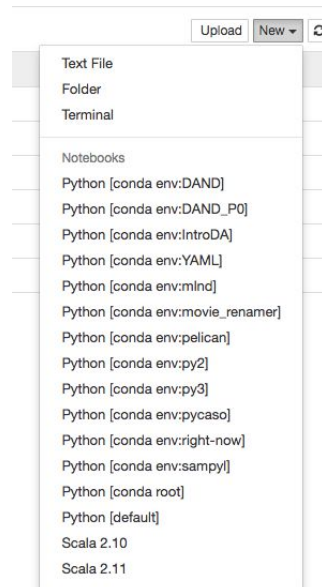 Upload New
Text File
Folder
Terminal
Notebooks
Python [conda env:DAND]
Python [conda env:DAND_P0]
Python [conda env:IntroDA]
Python [conda env:YAML]
Python [conda env:mlnd]
Python [conda env:movie_renamer]
Python [conda env:pelican]
Python [conda env:py2]
Python [conda env:py3]
Python [conda env:pycaso]
Python [conda env:right-now]
Python [conda env:sampyl]
Python [conda root]
Python [default]
Scala 2.10
Scala 2.11